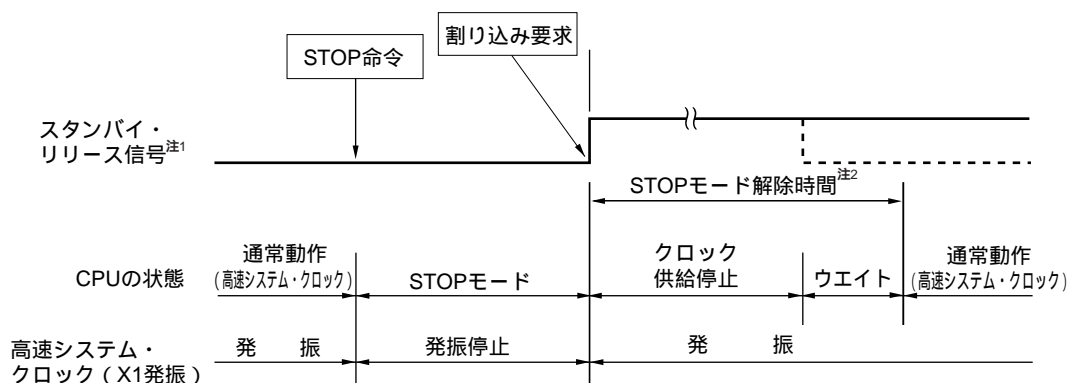 割り込み要求
STOP命令
スタンバイ・
リリース信号注1
STOPモード解除時間注2
CPUの状態
通常動作
(高速システム・クロック)
STOPモード
クロック
供給停止
ウエイト
通常動作
(高速システム・クロック)
高速システム・
クロック(X1発振)
発 振
発振停止
発 振